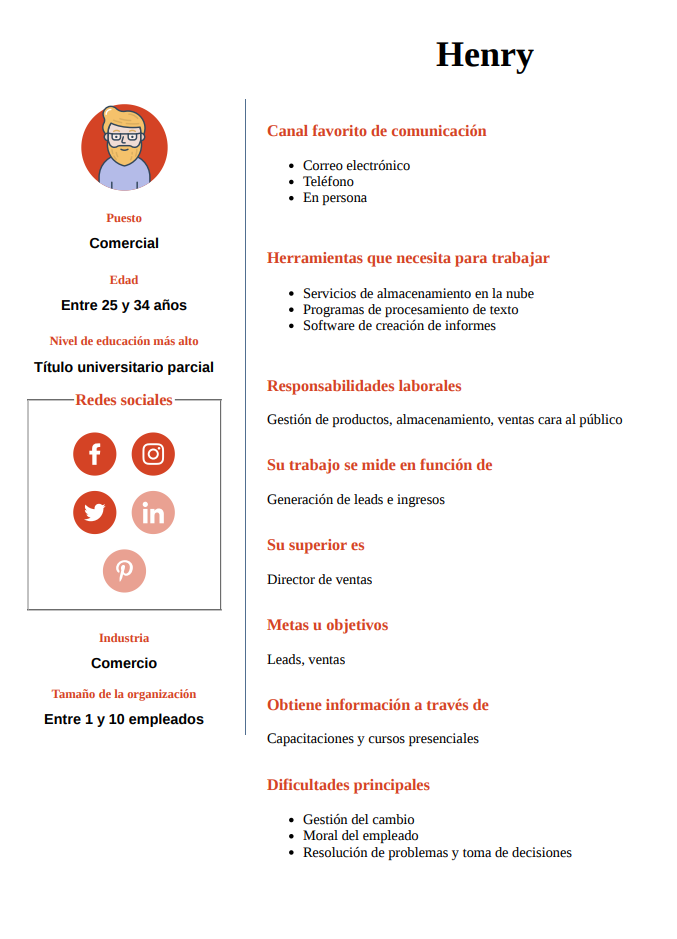 Henry
Puesto
Comercial
Edad
Entre 25 y 34 años
Nivel de educación más alto
Título universitario parcial
Redes sociales
Industria
Comercio
Tamaño de la organización
Entre 1 y 10 empleados
Canal favorito de comunicación
Correo electrónico
Teléfono
En persona
Herramientas que necesita para trabajar
Servicios de almacenamiento en la nube
Programas de procesamiento de texto
Software de creación de informes
Responsabilidades laborales
Gestión de productos, almacenamiento, ventas cara al público
Su trabajo se mide en función de
Generación de leads e ingresos
Su superior es
Director de ventas
Metas u objetivos
Leads, ventas
Obtiene información a través de
Capacitaciones y cursos presenciales
Dificultades principales
Gestión del cambio
Moral del empleado
Resolución de problemas y toma de decisiones